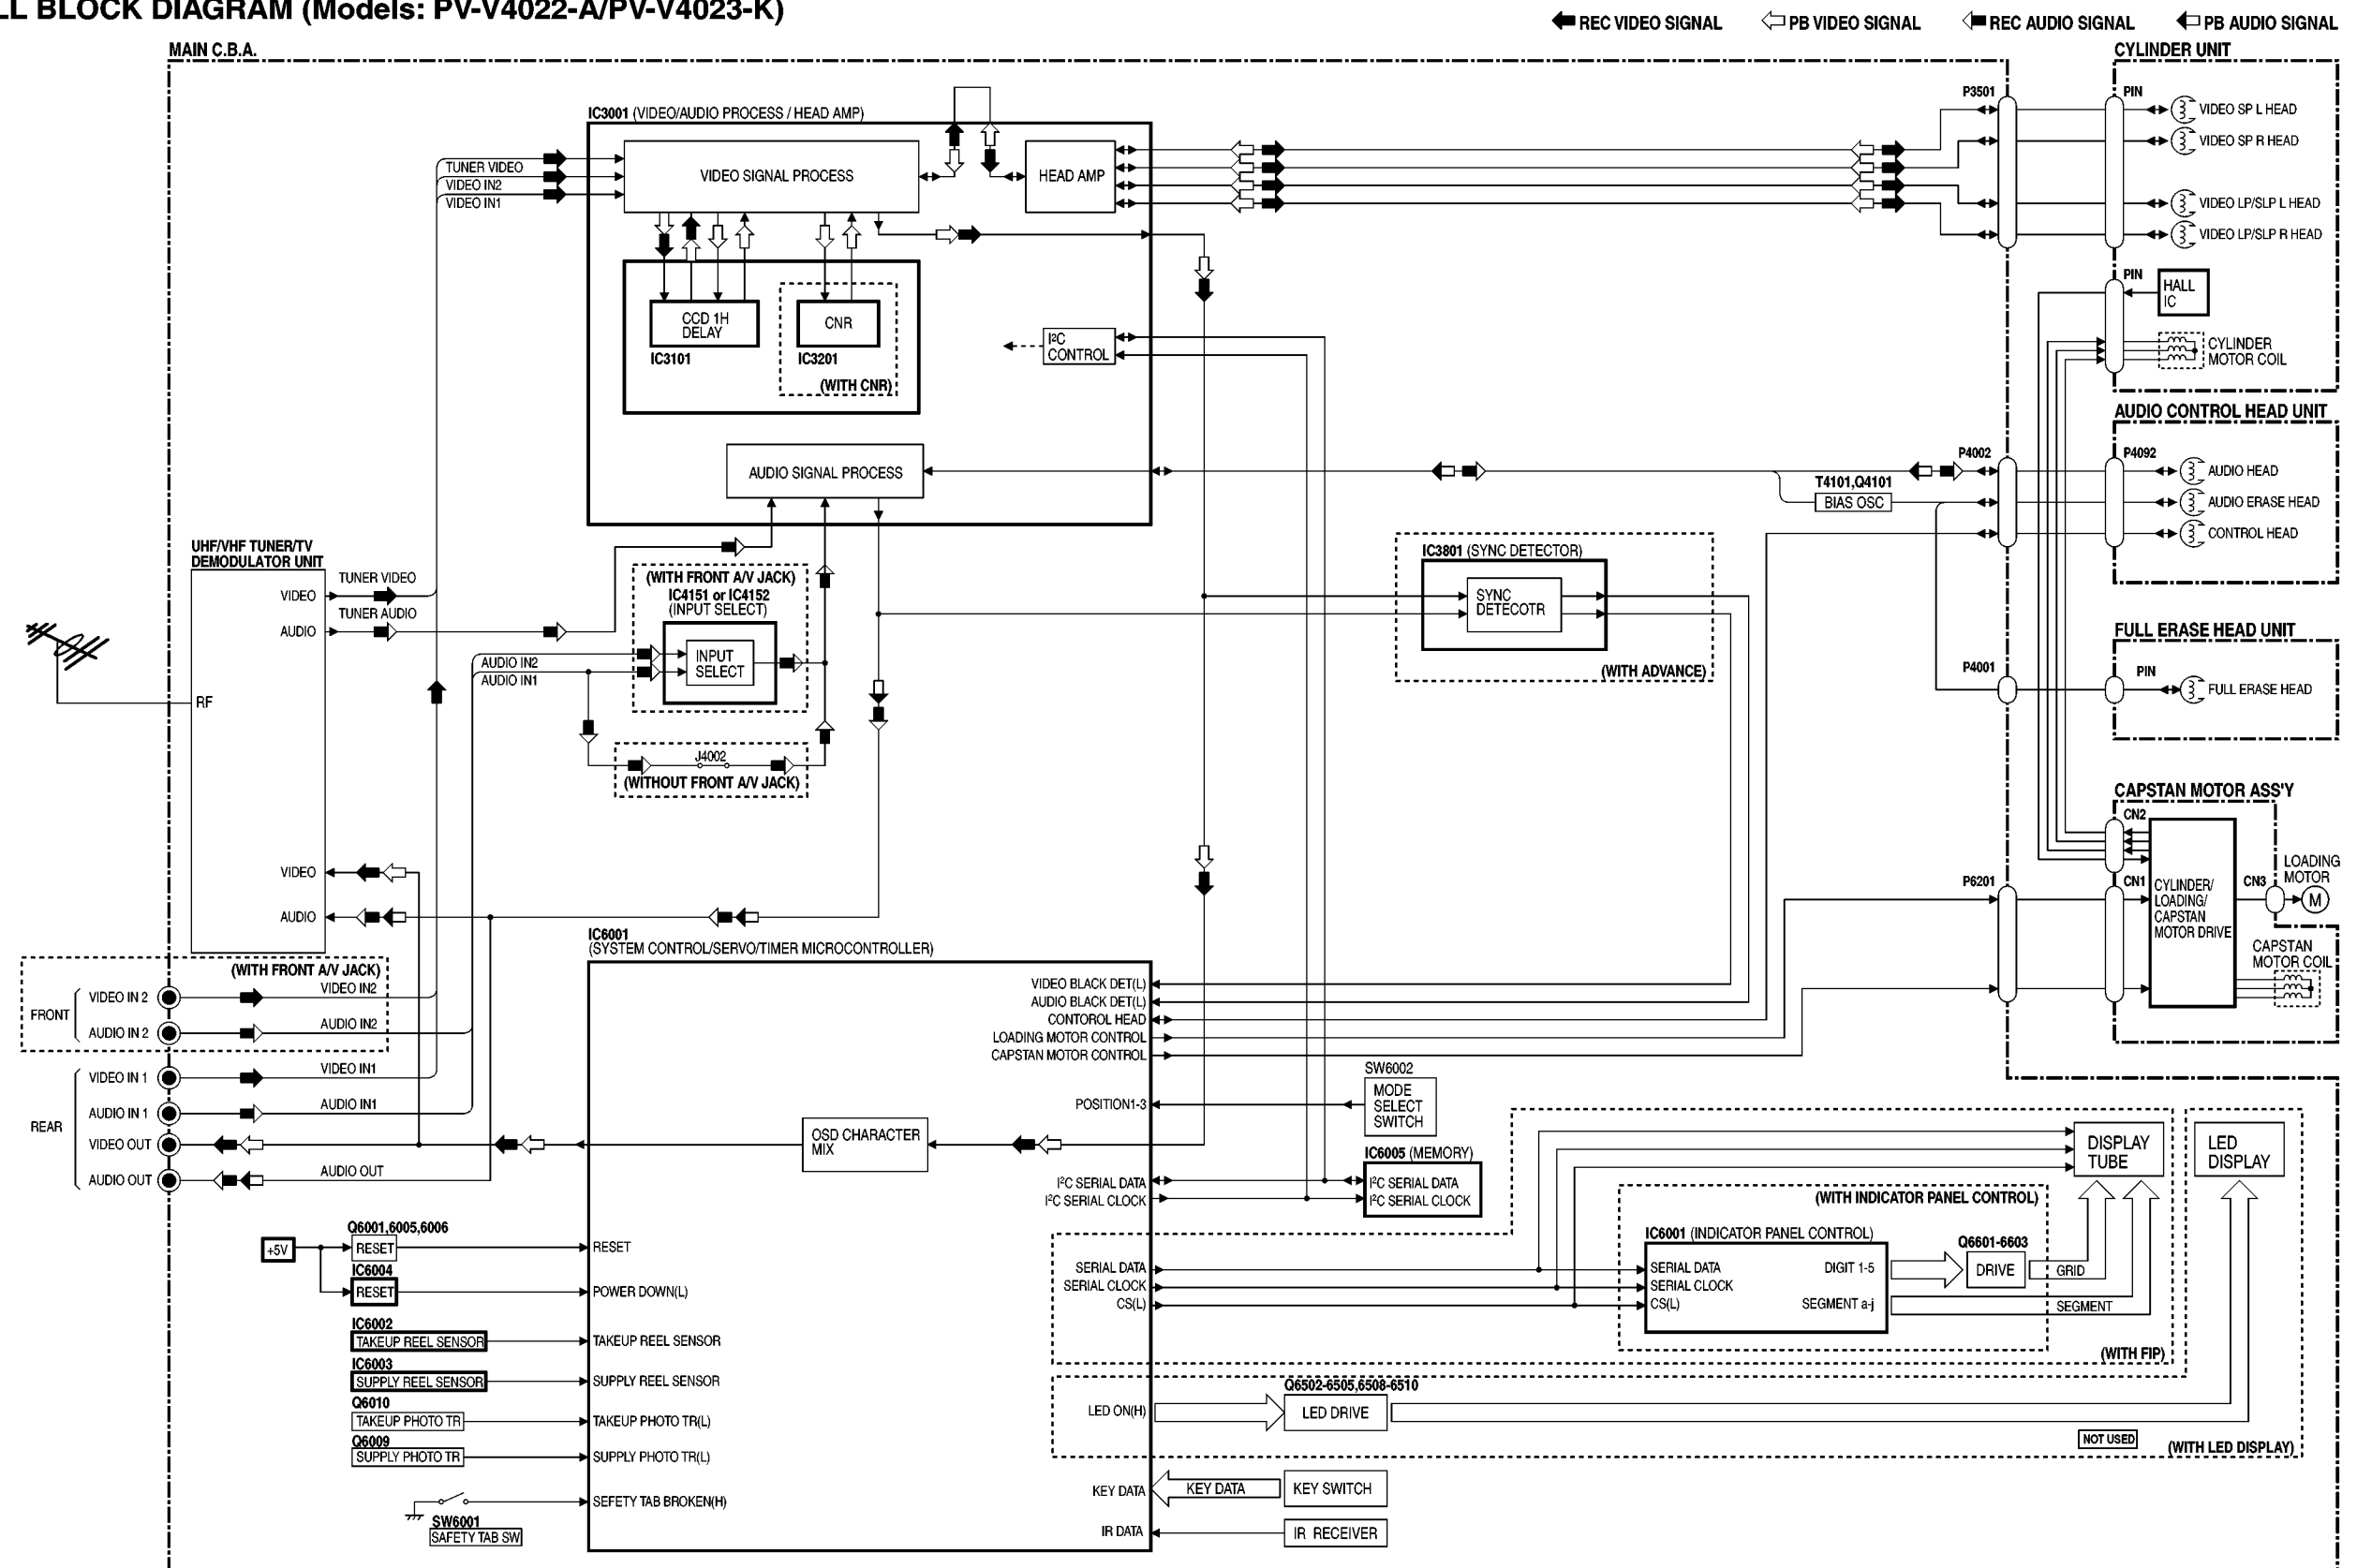 LL BLOCK DIAGRAM (Models: PV-V4022-A/PV-V4023-K)
REC VIDEO SIGNAL
PB VIDEO SIGNAL
REC AUDIO SIGNAL
PB AUDIO SIGNAL
MAIN C.B.A.
CYLINDER UNIT
P3501
PIN
VIDEO SP L HEAD
VIDEO SP R HEAD
VIDEO LP/SLP L HEAD
VIDEO LP/SLP R HEAD
PIN
HALL
IC
CYLINDER
MOTOR COIL
IC3001 (VIDEO/AUDIO PROCESS / HEAD AMP)
TUNER VIDEO
VIDEO IN2
VIDEO IN1
VIDEO SIGNAL PROCESS
HEAD AMP
CCD 1H
DELAY
IC3101
CNR
IC3201
(WITH CNR)
I²C
CONTROL
AUDIO SIGNAL PROCESS
AUDIO CONTROL HEAD UNIT
P4002
P4092
T4101,Q4101
BIAS OSC
AUDIO HEAD
AUDIO ERASE HEAD
CONTROL HEAD
UHF/VHF TUNER/TV
DEMODULATOR UNIT
VIDEO
TUNER VIDEO
TUNER AUDIO
AUDIO
RF
VIDEO
AUDIO
(WITH FRONT A/V JACK)
IC4151 or IC4152
(INPUT SELECT)
INPUT
SELECT
AUDIO IN2
AUDIO IN1
J4002
(WITHOUT FRONT A/V JACK)
IC3801 (SYNC DETECTOR)
SYNC
DETECOTR
(WITH ADVANCE)
FULL ERASE HEAD UNIT
P4001
PIN
FULL ERASE HEAD
CAPSTAN MOTOR ASS'Y
CN2
P6201
CN1
CYLINDER/
LOADING/
CAPSTAN
MOTOR DRIVE
CN3
LOADING
MOTOR
M
CAPSTAN
MOTOR COIL
(WITH FRONT A/V JACK)
FRONT
VIDEO IN 2
VIDEO IN2
AUDIO IN 2
AUDIO IN2
REAR
VIDEO IN 1
VIDEO IN1
AUDIO IN 1
AUDIO IN1
VIDEO OUT
AUDIO OUT
AUDIO OUT
IC6001
(SYSTEM CONTROL/SERVO/TIMER MICROCONTROLLER)
VIDEO BLACK DET(L)
AUDIO BLACK DET(L)
CONTOROL HEAD
LOADING MOTOR CONTROL
CAPSTAN MOTOR CONTROL
POSITION1-3
SW6002
MODE
SELECT
SWITCH
OSD CHARACTER
MIX
IC6005 (MEMORY)
I²C SERIAL DATA
I²C SERIAL CLOCK
I²C SERIAL DATA
I²C SERIAL CLOCK
DISPLAY
TUBE
LED
DISPLAY
+5V
Q6001,6005,6006
RESET
RESET
IC6004
RESET
POWER DOWN(L)
IC6002
TAKEUP REEL SENSOR
TAKEUP REEL SENSOR
IC6003
SUPPLY REEL SENSOR
SUPPLY REEL SENSOR
Q6010
TAKEUP PHOTO TR
TAKEUP PHOTO TR(L)
Q6009
SUPPLY PHOTO TR
SUPPLY PHOTO TR(L)
SEFETY TAB BROKEN(H)
SW6001
SAFETY TAB SW
SERIAL DATA
SERIAL CLOCK
CS(L)
(WITH INDICATOR PANEL CONTROL)
IC6001 (INDICATOR PANEL CONTROL)
SERIAL DATA
SERIAL CLOCK
CS(L)
DIGIT 1-5
SEGMENT a-j
Q6601-6603
DRIVE
GRID
SEGMENT
(WITH FIP)
LED ON(H)
Q6502-6505,6508-6510
LED DRIVE
NOT USED
(WITH LED DISPLAY)
KEY DATA
KEY DATA
KEY SWITCH
IR DATA
IR RECEIVER